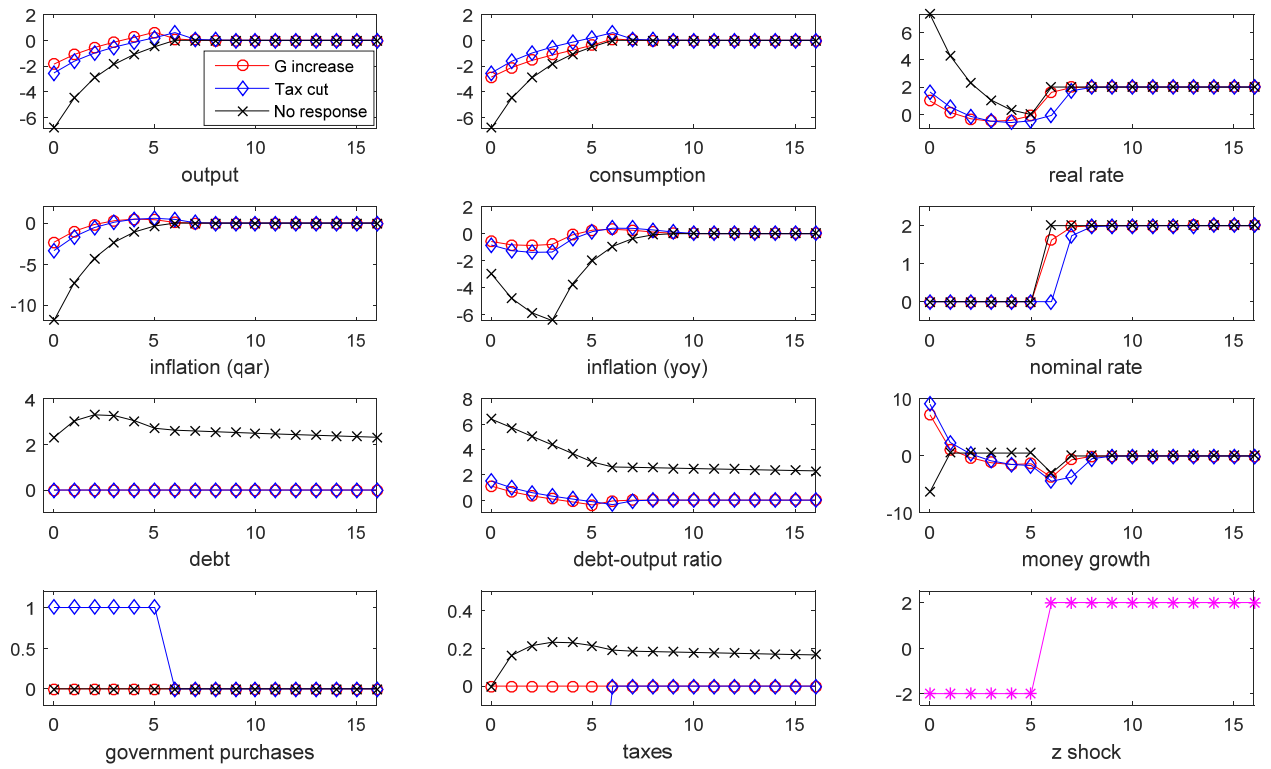 2
0
-2
-4
-6
0 5 10 15
output
G increase
Tax cut
No response
2
0
-2
-4
-6
0 5 10 15
consumption
6
4
2
0
0 5 10 15
real rate
0
-5
-10
0 5 10 15
inflation (qar)
2
0
-2
-4
-6
0 5 10 15
inflation (yoy)
2
1
0
0 5 10 15
nominal rate
4
2
0
0 5 10 15
debt
8
6
4
2
0
0 5 10 15
debt-output ratio
10
0
-10
0 5 10 15
money growth
1
0.5
0
0 5 10 15
government purchases
0.4
0.2
0
0 5 10 15
taxes
2
0
-2
0 5 10 15
z shock